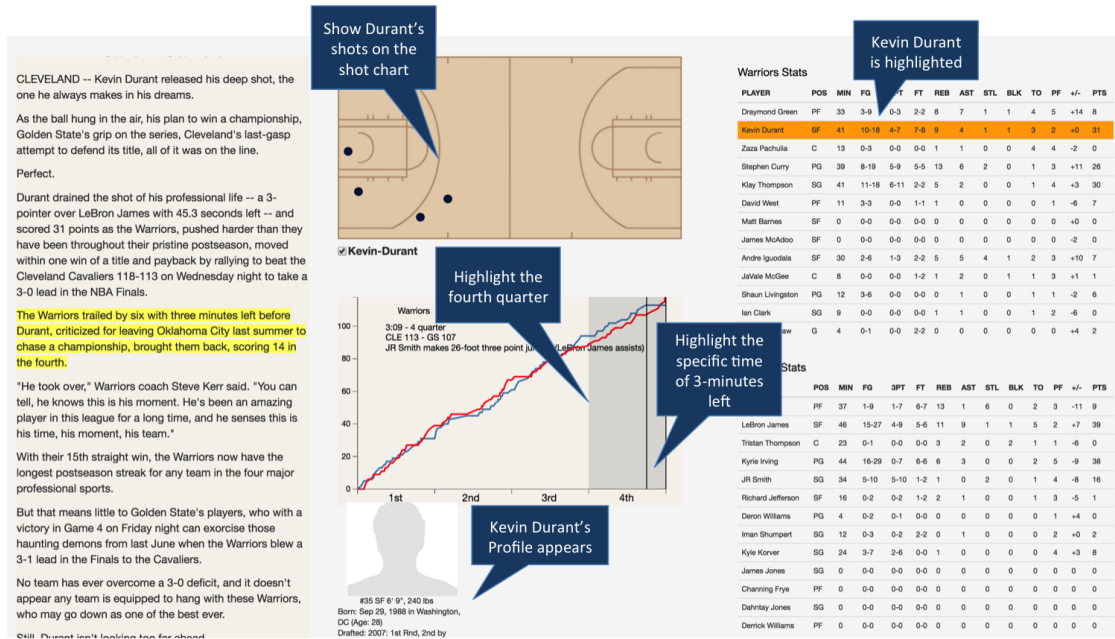 CLEVELAND -- Kevin Durant released his deep shot, the
one he always makes in his dreams.
As the ball hung in the air, his plan to win a championship,
Golden State's grip on the series, Cleveland's last-gasp
attempt to defend its title, all of it was on the line.
Perfect.
Durant drained the shot of his professional life -- a 3-
pointer over LeBron James with 45.3 seconds left -- and
scored 31 points as the Warriors, pushed harder than they
have been throughout their pristine postseason, moved
within one win of a title and payback by rallying to beat the
Cleveland Cavaliers 118-113 on Wednesday night to take a
3-0 lead in the NBA Finals.
The Warriors trailed by six with three minutes left before
Durant, criticized for leaving Oklahoma City last summer to
chase a championship, brought them back, scoring 14 in
the fourth.
"He took over," Warriors coach Steve Kerr said. "You can
tell, he knows this is his moment. He's been an amazing
player in this league for a long time, and he senses this is
his time, his moment, his team."
With their 15th straight win, the Warriors now have the
longest postseason streak for any team in the four major
professional sports.
But that means little to Golden State's players, who with a
victory in Game 4 on Friday night can exorcise those
haunting demons from last June when the Warriors blew a
3-1 lead in the Finals to the Cavaliers.
No team has ever overcome a 3-0 deficit, and it doesn't
appear any team is equipped to hang with these Warriors,
who may go down as one of the best ever.
Still, Durant isn't looking too far ahead.
Show Durant's
shots on the
shot chart
Kevin-Durant
Highlight the
fourth quarter
Warriors
3:09 - 4 quarter
CLE 113 - GS 107
JR Smith makes 26-foot three point (LeBron James assists)
100
80
60
40
20
0
1st 2nd 3rd 4th
Highlight the
specific time
of 3-minutes
left
Kevin Durant's
Profile appears
#35 SF 6' 9", 240 lbs
Born: Sep 29, 1988 in Washington,
DC (Age: 28)
Drafted: 2007: 1st Rnd, 2nd by
Kevin Durant
is highlighted
Warriors Stats
PLAYER POS MIN FG FT REB AST STL BLK TO PF +/- PTS
Draymond Green PF 33 3-9 0-3 2-2 8 7 1 1 4 5 +14 8
Kevin Durant SF 41 10-18 4-7 7-8 9 4 1 1 3 2 +0 31
Zaza Pachulia C 13 0-3 0-0 0-0 1 1 0 0 4 4 -2 0
Stephen Curry PG 39 8-19 5-9 5-5 13 6 2 0 1 3 +11 26
Klay Thompson SG 41 11-18 6-11 2-2 5 2 0 0 1 4 +3 30
David West PF 11 3-3 0-0 1-1 1 0 0 0 0 1 -6 7
Matt Barnes SF 0 0-0 0-0 0-0 0 0 0 0 0 0 +0 0
James McAdoo SF 0 0-0 0-0 0-0 0 0 0 0 0 0 -2 0
Andre Iguodala SF 30 2-6 1-3 2-2 5 5 4 1 2 3 +10 7
JaVale McGee C 8 0-0 0-0 1-2 1 2 0 1 1 3 +1 1
Shaun Livingston PG 12 3-6 0-0 0-0 0 1 0 0 1 1 -2 6
Ian Clark SG 9 0-0 0-0 0-0 1 1 0 0 1 2 -6 0
aw G 4 0-1 0-0 2-2 0 0 0 0 0 0 +4 2
Stats
POS MIN FG 3PT FT REB AST STL BLK TO PF +/- PTS
PF 37 1-9 1-7 6-7 13 1 6 0 2 3 -11 9
LeBron James SF 46 15-27 4-9 5-6 11 9 1 1 5 2 +7 39
Tristan Thompson C 23 0-1 0-0 0-0 3 2 0 2 1 1 -6 0
Kyrie Irving PG 44 16-29 0-7 6-6 6 3 0 0 2 5 -9 38
JR Smith SG 34 5-10 5-10 1-2 2 0 2 0 1 4 -8 16
Richard Jefferson SF 16 0-2 0-2 1-2 2 1 0 0 1 3 -5 1
Deron Williams PG 4 0-2 0-1 0-0 0 0 0 0 0 1 +4 0
Iman Shumpert SG 12 0-3 0-2 2-2 0 1 0 0 0 2 +0 2
Kyle Korver SG 24 3-7 2-6 0-0 1 0 0 0 0 4 +3 8
James Jones SG 0 0-0 0-0 0-0 0 0 0 0 0 0 0 0
Channing Frye PF 0 0-0 0-0 0-0 0 0 0 0 0 0 0 0
Dahntay Jones SG 0 0-0 0-0 0-0 0 0 0 0 0 0 0 0
Derrick Williams PF 0 0-0 0-0 0-0 0 0 0 0 0 0 0 0